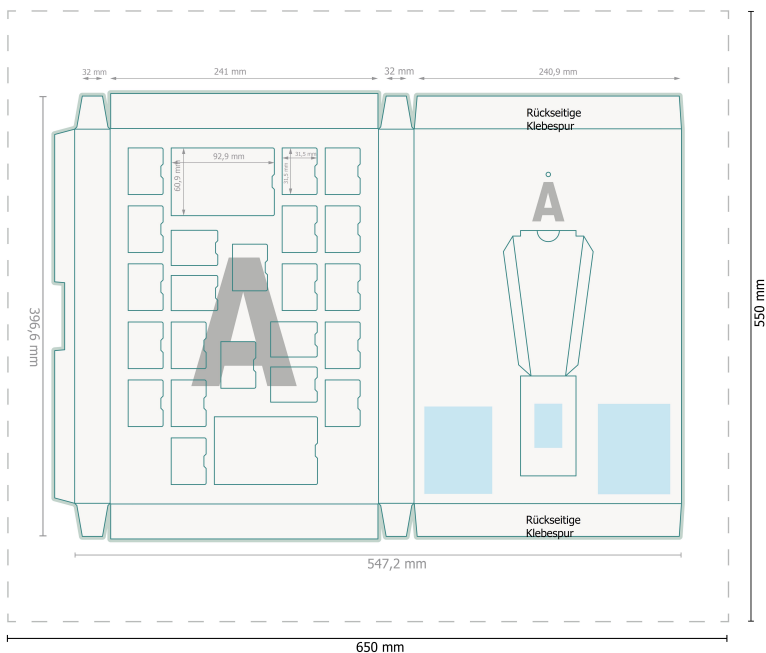 32 mm
241 mm
32 mm
240,9 mm
Rückseitige
Klebespur
92,9 mm
60,9 mm
31,5 mm
31,5 mm
A
A
396,6 mm
550 mm
Rückseitige
Klebespur
547,2 mm
650 mm